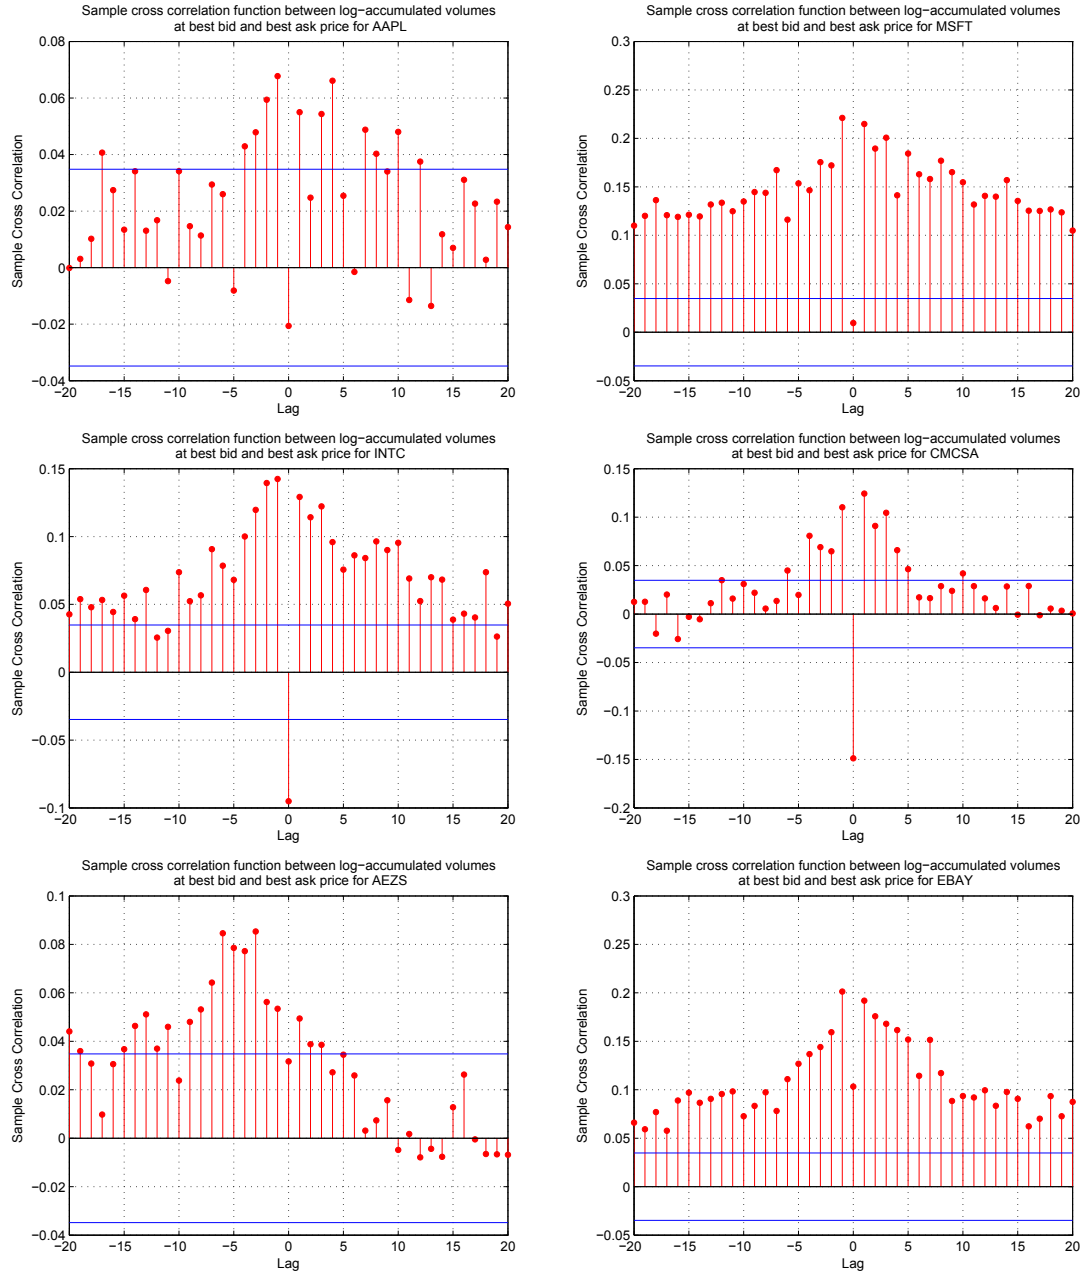 Sample cross correlation function between log−accumulated volumes
at best bid and best ask price for AAPL
0.08
0.06
0.04
0.02
0
−0.02
−0.04
Sample Cross Correlation
−20 −15 −10 −5 0 5 10 15 20
Lag
Sample cross correlation function between log−accumulated volumes
at best bid and best ask price for MSFT
0.3
0.25
0.2
0.15
0.1
0.05
0
−0.05
Sample Cross Correlation
−20 −15 −10 −5 0 5 10 15 20
Lag
Sample cross correlation function between log−accumulated volumes
at best bid and best ask price for INTC
0.15
0.1
0.05
0
−0.05
−0.1
Sample Cross Correlation
−20 −15 −10 −5 0 5 10 15 20
Lag
Sample cross correlation function between log−accumulated volumes
at best bid and best ask price for CMCSA
0.15
0.1
0.05
0
−0.05
−0.1
−0.15
−0.2
Sample Cross Correlation
−20 −15 −10 −5 0 5 10 15 20
Lag
Sample cross correlation function between log−accumulated volumes
at best bid and best ask price for AEZS
0.1
0.08
0.06
0.04
0.02
0
−0.02
−0.04
Sample Cross Correlation
−20 −15 −10 −5 0 5 10 15 20
Lag
Sample cross correlation function between log−accumulated volumes
at best bid and best ask price for EBAY
0.3
0.25
0.2
0.15
0.1
0.05
0
−0.05
Sample Cross Correlation
−20 −15 −10 −5 0 5 10 15 20
Lag